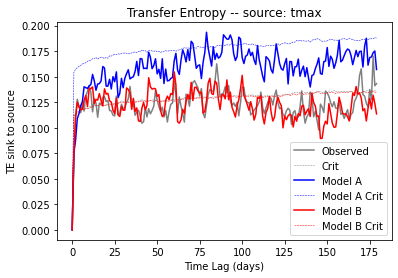 Transfer Entropy -- source: tmax
TE sink to source
0.200
0.175
0.150
0.125
0.100
0.075
0.050
0.025
0.000
Observed
Crit
Model A
Model A Crit
Model B
Model B Crit
0 25 50 75 100 125 150 175
Time Lag (days)